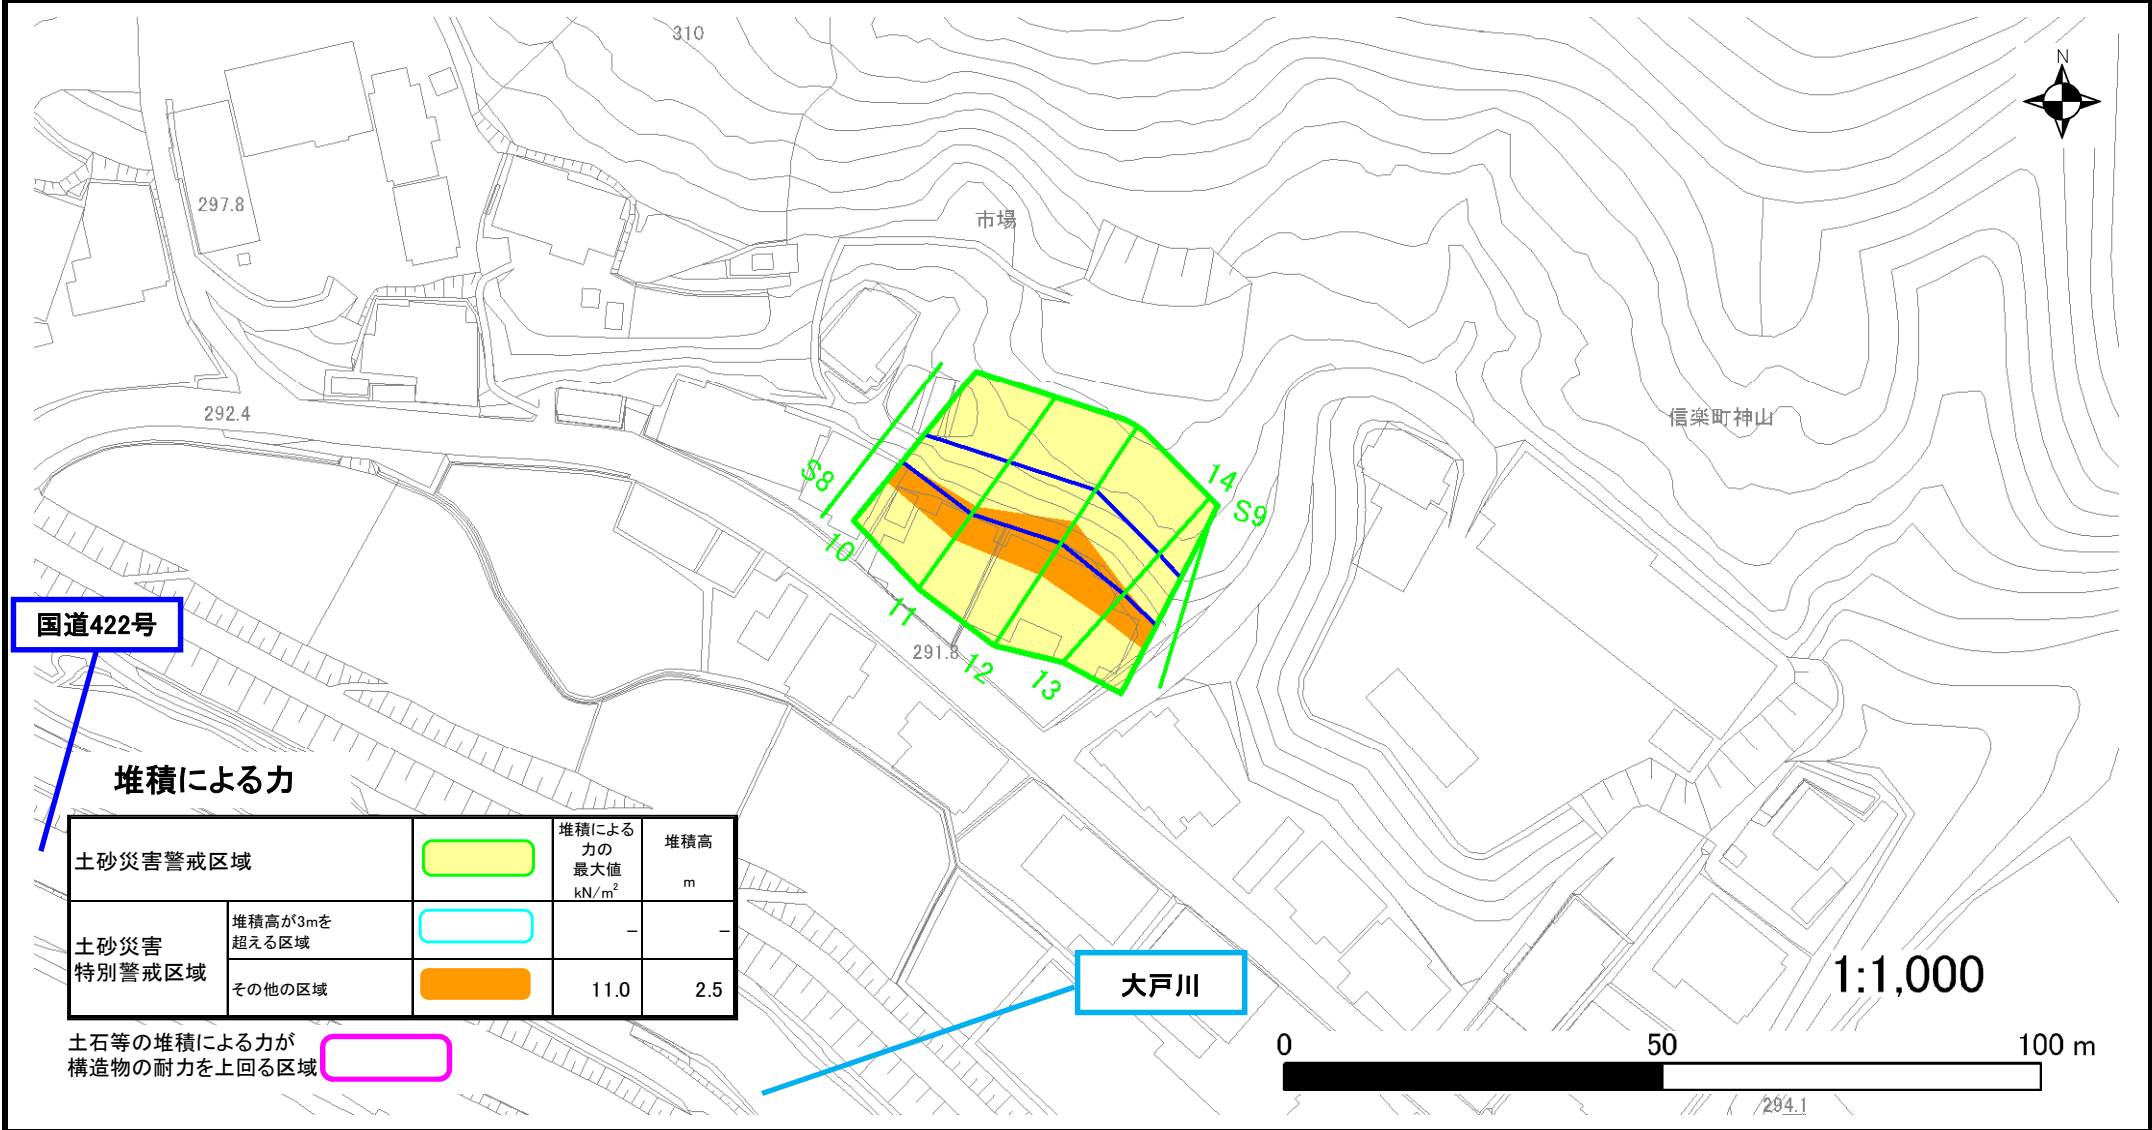 310
N
297.8
市場
292.4
信楽町神山
S8
14
S9
10
11
291.8
12
13
国道422号
堆積による力
土砂災害警戒区域
堆積による
力の
最大値
kN/m²
堆積高
m
土砂災害
特別警戒区域
堆積高が3mを
超える区域
－
－
その他の区域
11.0
2.5
土石等の堆積による力が
構造物の耐力を上回る区域
大戸川
1:1,000
0
50
100 m
294.1